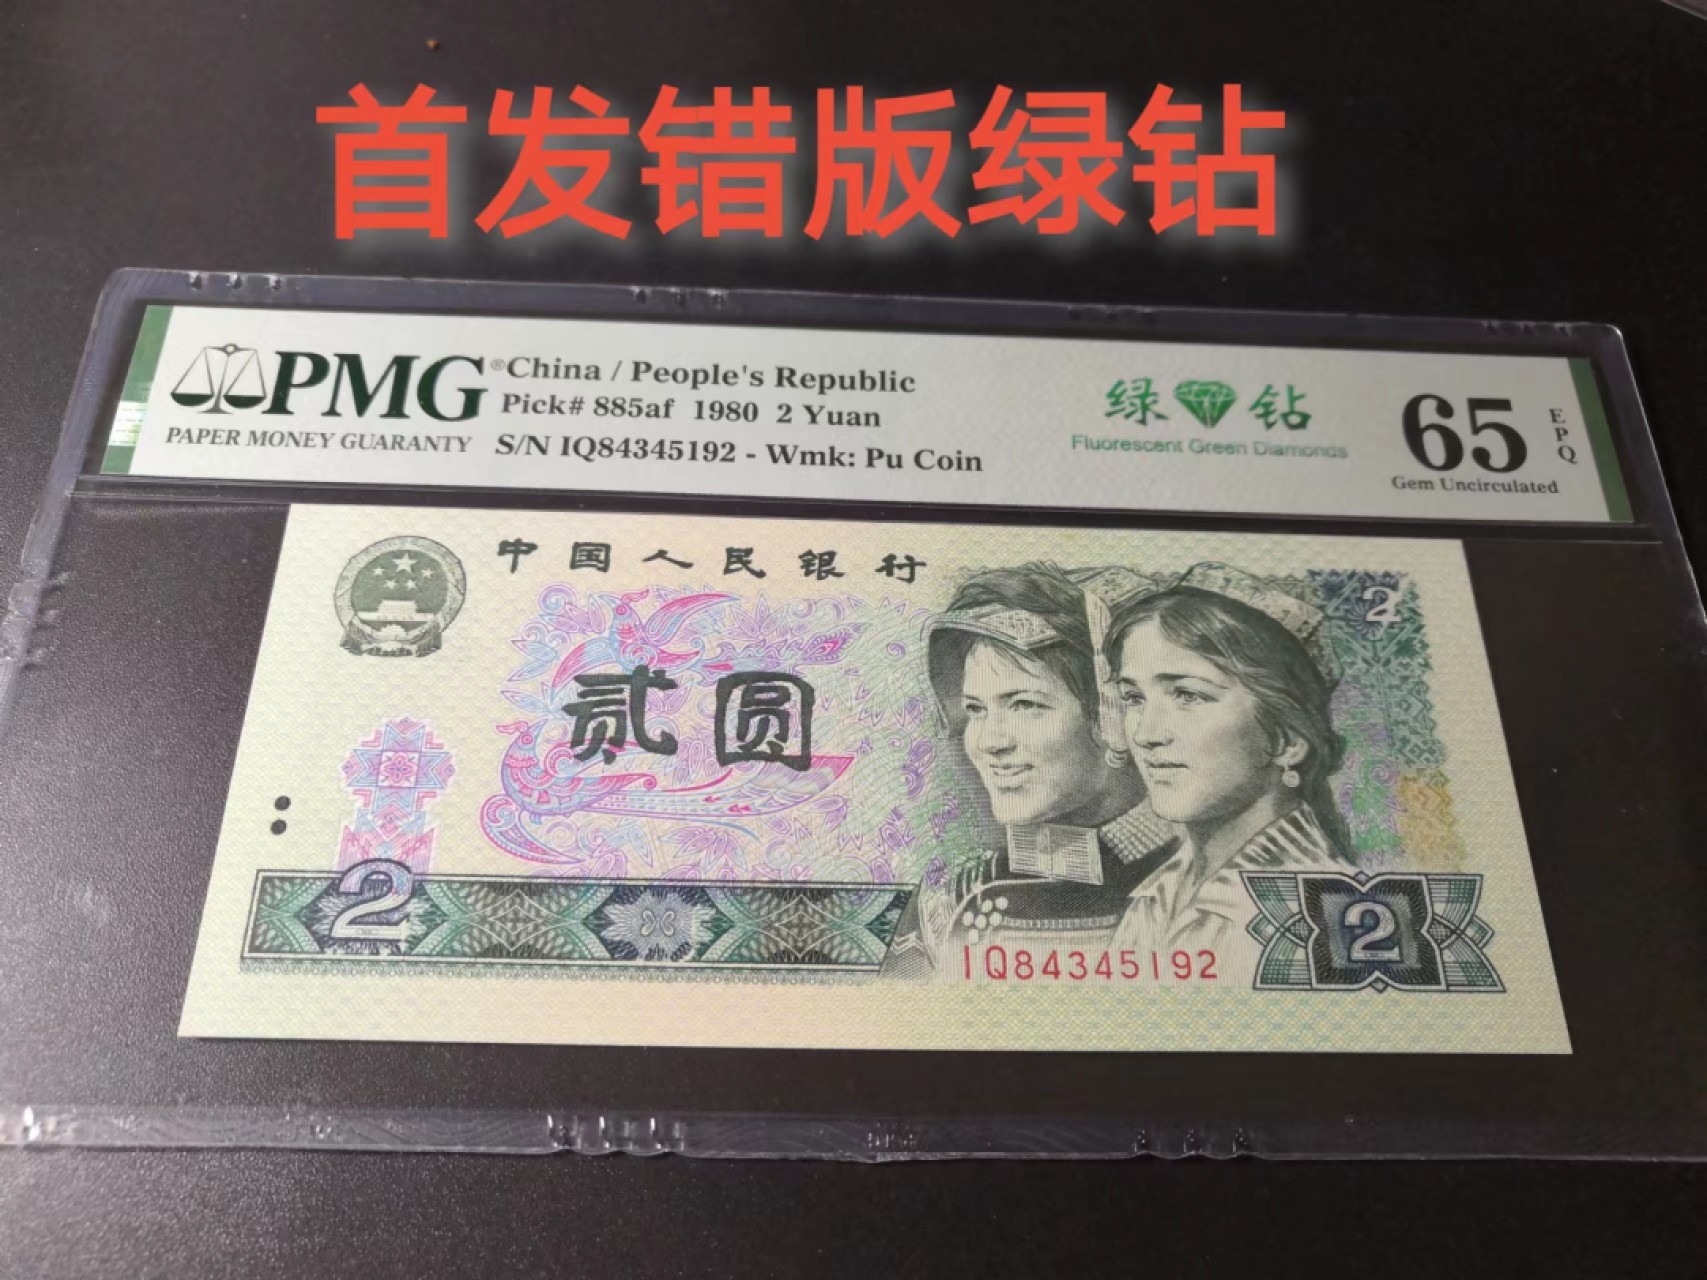 首发错版绿钻
PMG® China / People's Republic
Pick# 885af 1980 2 Yuan
PAPER MONEY GUARANTY
S/N IQ84345192 - Wmk: Pu Coin
绿 钻
Fluorescent Green Diamonds
65
EPQ
Gem Uncirculated
中国人民银行
2
贰圆
2
IQ84345192
2